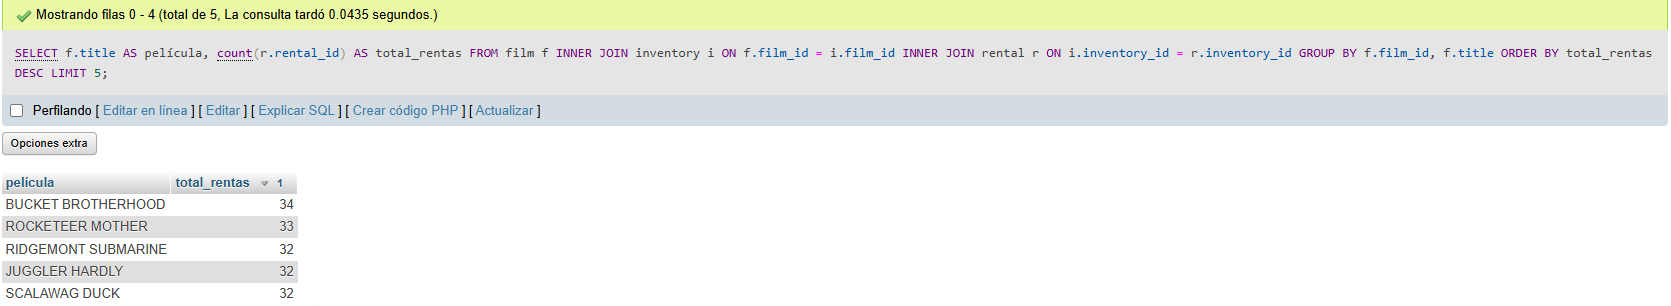 Mostrando filas 0 - 4 (total de 5, La consulta tardó 0.0435 segundos.)
SELECT f.title AS película, count(r.rental_id) AS total_rentas FROM film f INNER JOIN inventory i ON f.film_id = i.film_id INNER JOIN rental r ON i.inventory_id = r.inventory_id GROUP BY f.film_id, f.title ORDER BY total_rentas
DESC LIMIT 5;
Perfilando [ Editar en línea ] [ Editar ] [ Explicar SQL ] [ Crear código PHP ] [ Actualizar ]
Opciones extra
película total_rentas 1
BUCKET BROTHERHOOD 34
ROCKETEER MOTHER 33
RIDGEMONT SUBMARINE 32
JUGGLER HARDLY 32
SCALAWAG DUCK 32